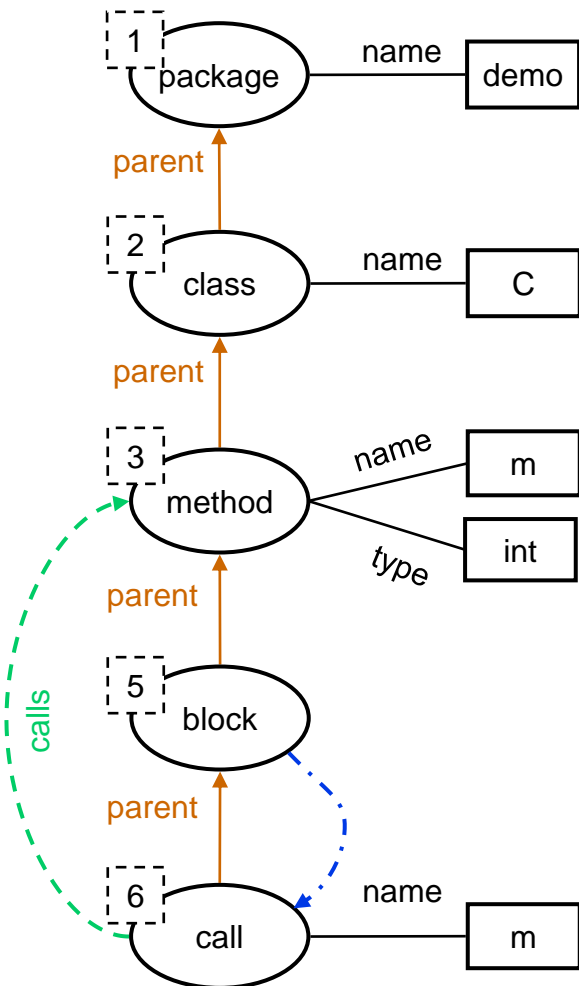 1
package
name
demo
parent
2
class
name
C
parent
3
method
name
m
type
int
parent
5
block
calls
parent
6
call
name
m